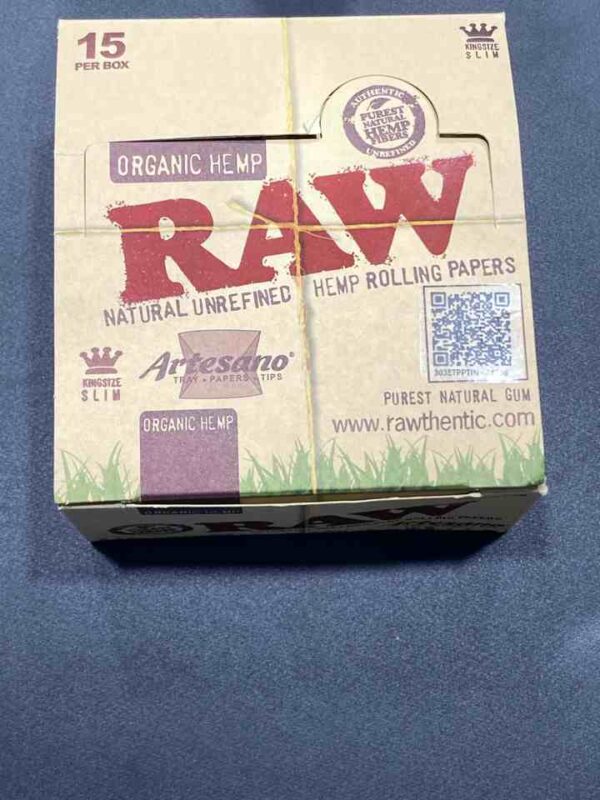 15
PER BOX
KINGSIZE
SLIM
AUTHENTIC
PUREST
NATURAL
HEMP
FIBERS
UNREFINED
ORGANIC HEMP
RAW
NATURAL UNREFINED HEMP ROLLING PAPERS
KINGSIZE
SLIM
Artesano®
TRAY • PAPERS • TIPS
PUREST NATURAL GUM
www.rawthentic.com
ORGANIC HEMP
RAW